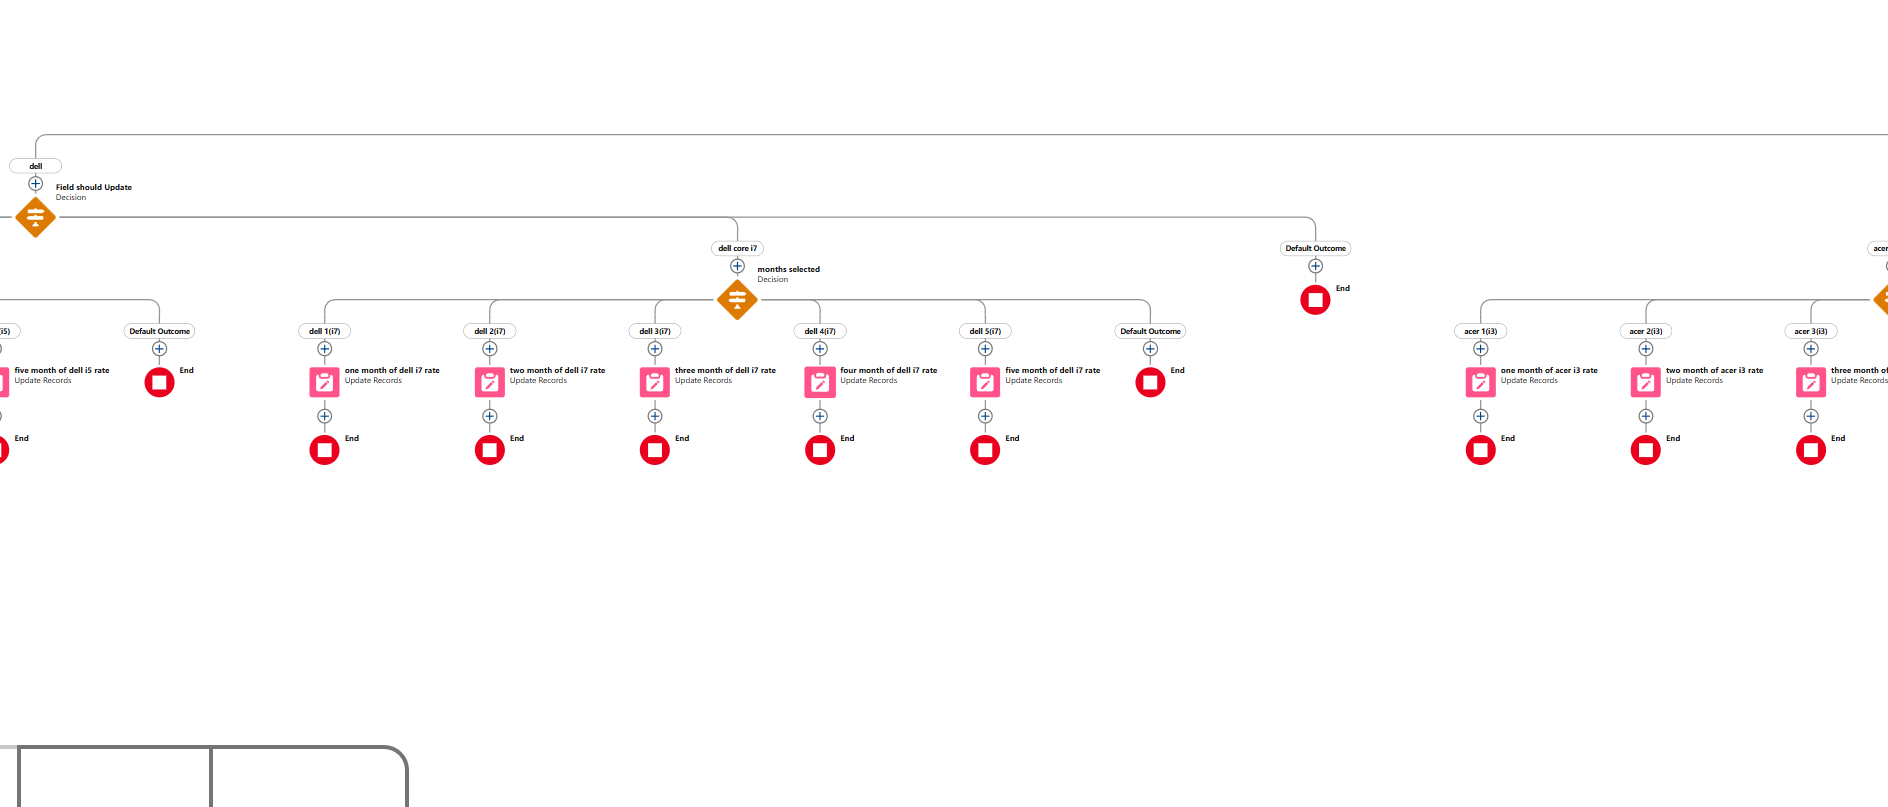 dell
Field should Update
Decision
dell core i7
Default Outcome
acer
months selected
Decision
End
(i5)
Default Outcome
dell 1(i7)
dell 2(i7)
dell 3(i7)
dell 4(i7)
dell 5(i7)
Default Outcome
acer 1(i3)
acer 2(i3)
acer 3(i3)
five month of dell i5 rate
Update Records
End
one month of dell i7 rate
Update Records
two month of dell i7 rate
Update Records
three month of dell i7 rate
Update Records
four month of dell i7 rate
Update Records
five month of dell i7 rate
Update Records
End
one month of acer i3 rate
Update Records
two month of acer i3 rate
Update Records
three month of
Update Records
End
End
End
End
End
End
End
End
End